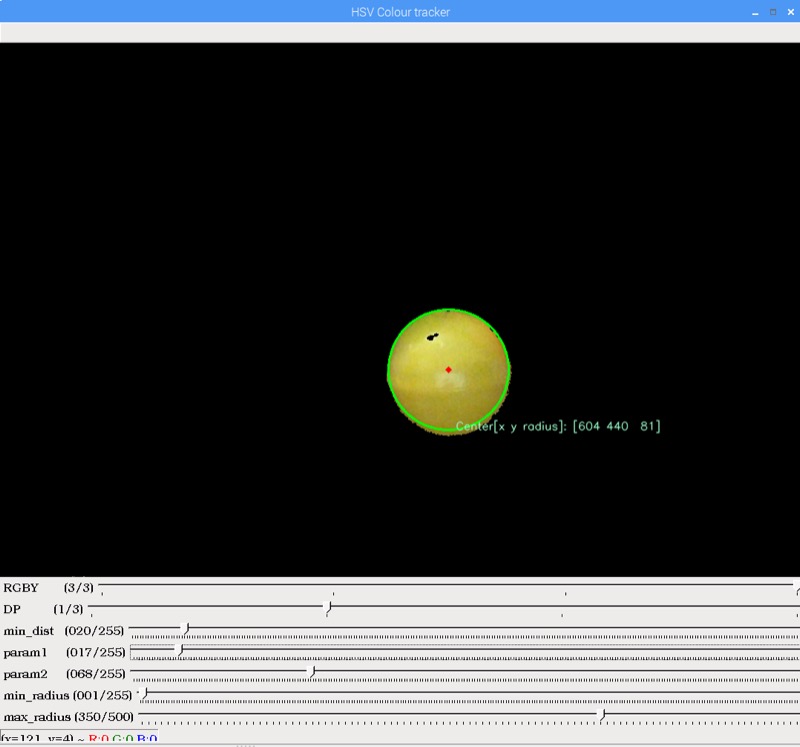 HSV Colour tracker
Center[x y radius]: [604 440 81]
RGBY (3/3)
DP (1/3)
min_dist (020/255)
param1 (017/255)
param2 (068/255)
min_radius (001/255)
max_radius (350/500)
(x=121, y=4) ~ R:0 G:0 B:0